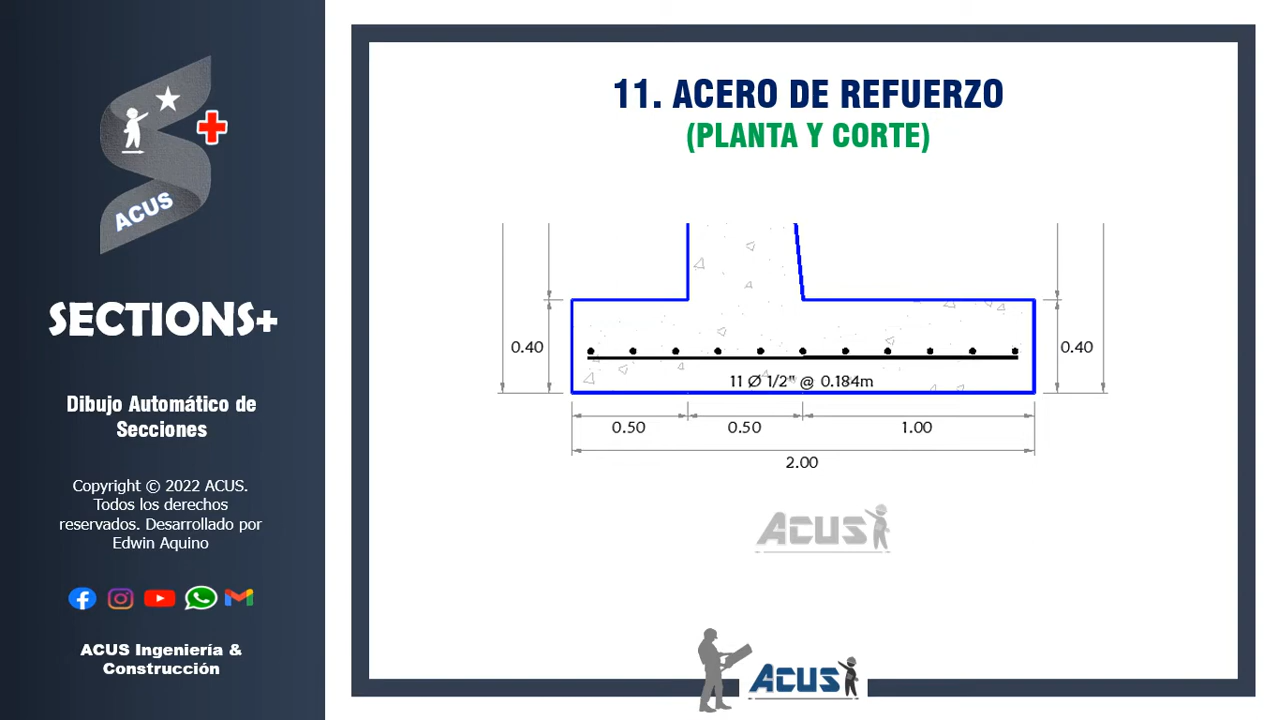 ACUS
SECTIONS+
Dibujo Automático de
Secciones
Copyright © 2022 ACUS.
Todos los derechos
reservados. Desarrollado por
Edwin Aquino
ACUS Ingeniería &
Construcción
11. ACERO DE REFUERZO
(PLANTA Y CORTE)
0.40
0.40
11 Ø 1/2" @ 0.184m
0.50
0.50
1.00
2.00
ACUS
ACUS